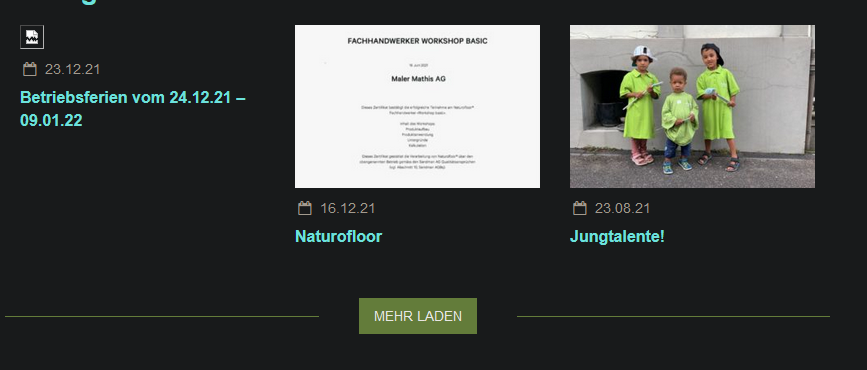 23.12.21
Betriebsferien vom 24.12.21 –
09.01.22
FACHHANDWERKER WORKSHOP BASIC
Maler Mathis AG
16.12.21
Naturofloor
23.08.21
Jungtalente!
MEHR LADEN